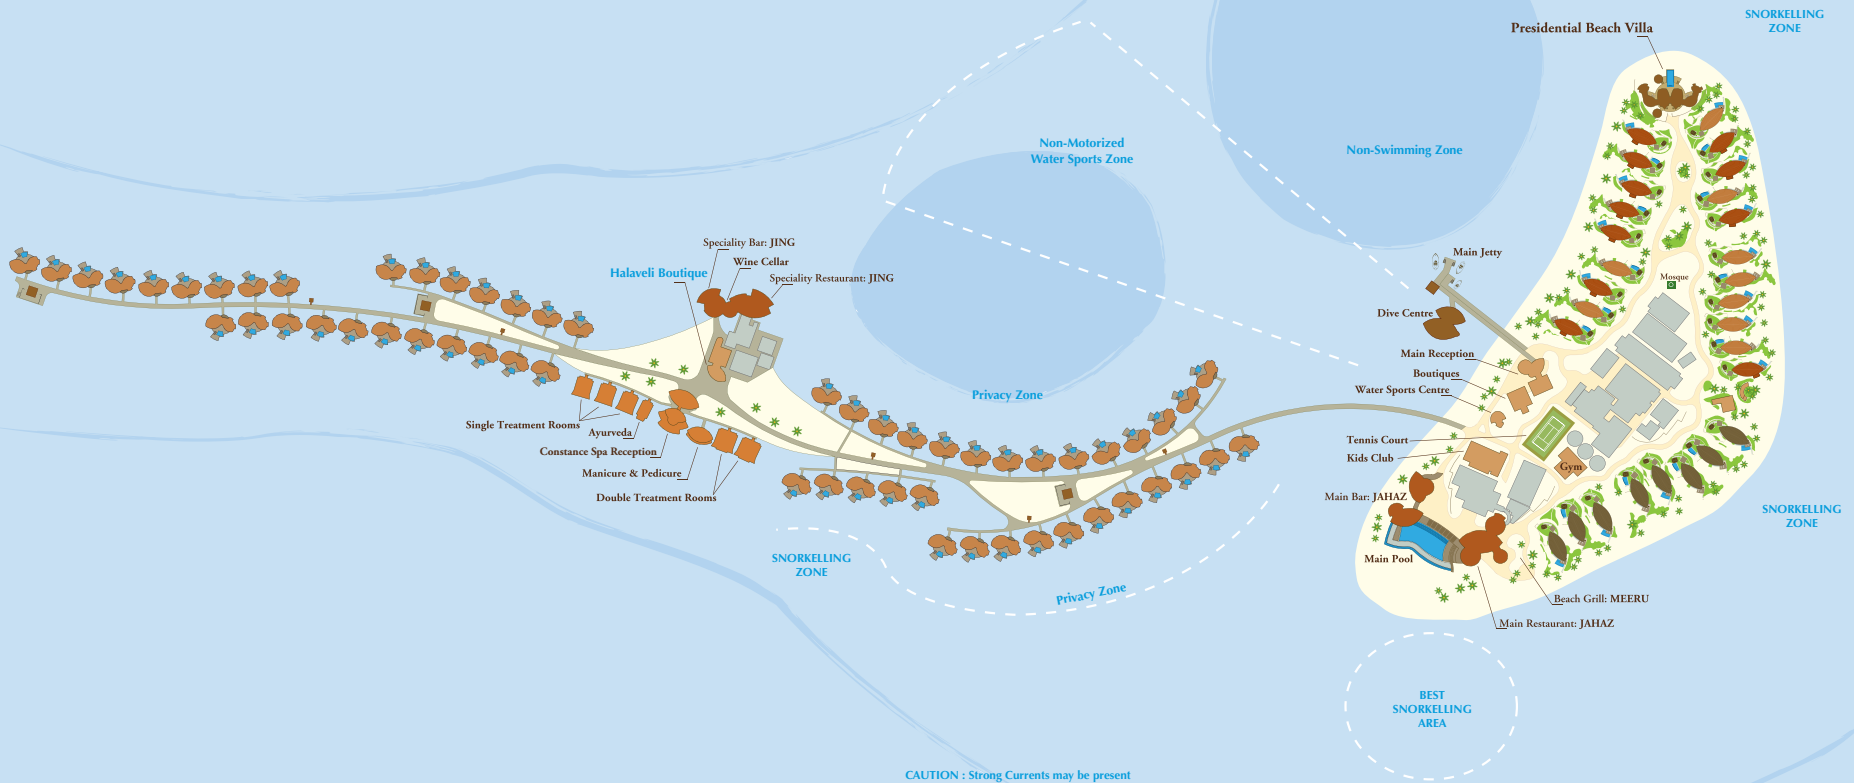 SNORKELLING
ZONE
Presidential Beach Villa
Non-Motorized
Water Sports Zone
Non-Swimming Zone
Speciality Bar: JING
Wine Cellar
Halaveli Boutique
Speciality Restaurant: JING
Main Jetty
Mosque
Dive Centre
Main Reception
Boutiques
Water Sports Centre
Privacy Zone
Single Treatment Rooms
Ayurveda
Constance Spa Reception
Manicure & Pedicure
Double Treatment Rooms
Tennis Court
Kids Club
Gym
Main Bar: JAHAZ
Main Pool
SNORKELLING
ZONE
SNORKELLING
ZONE
Privacy Zone
Beach Grill: MEERU
Main Restaurant: JAHAZ
BEST
SNORKELLING
AREA
CAUTION : Strong Currents may be present